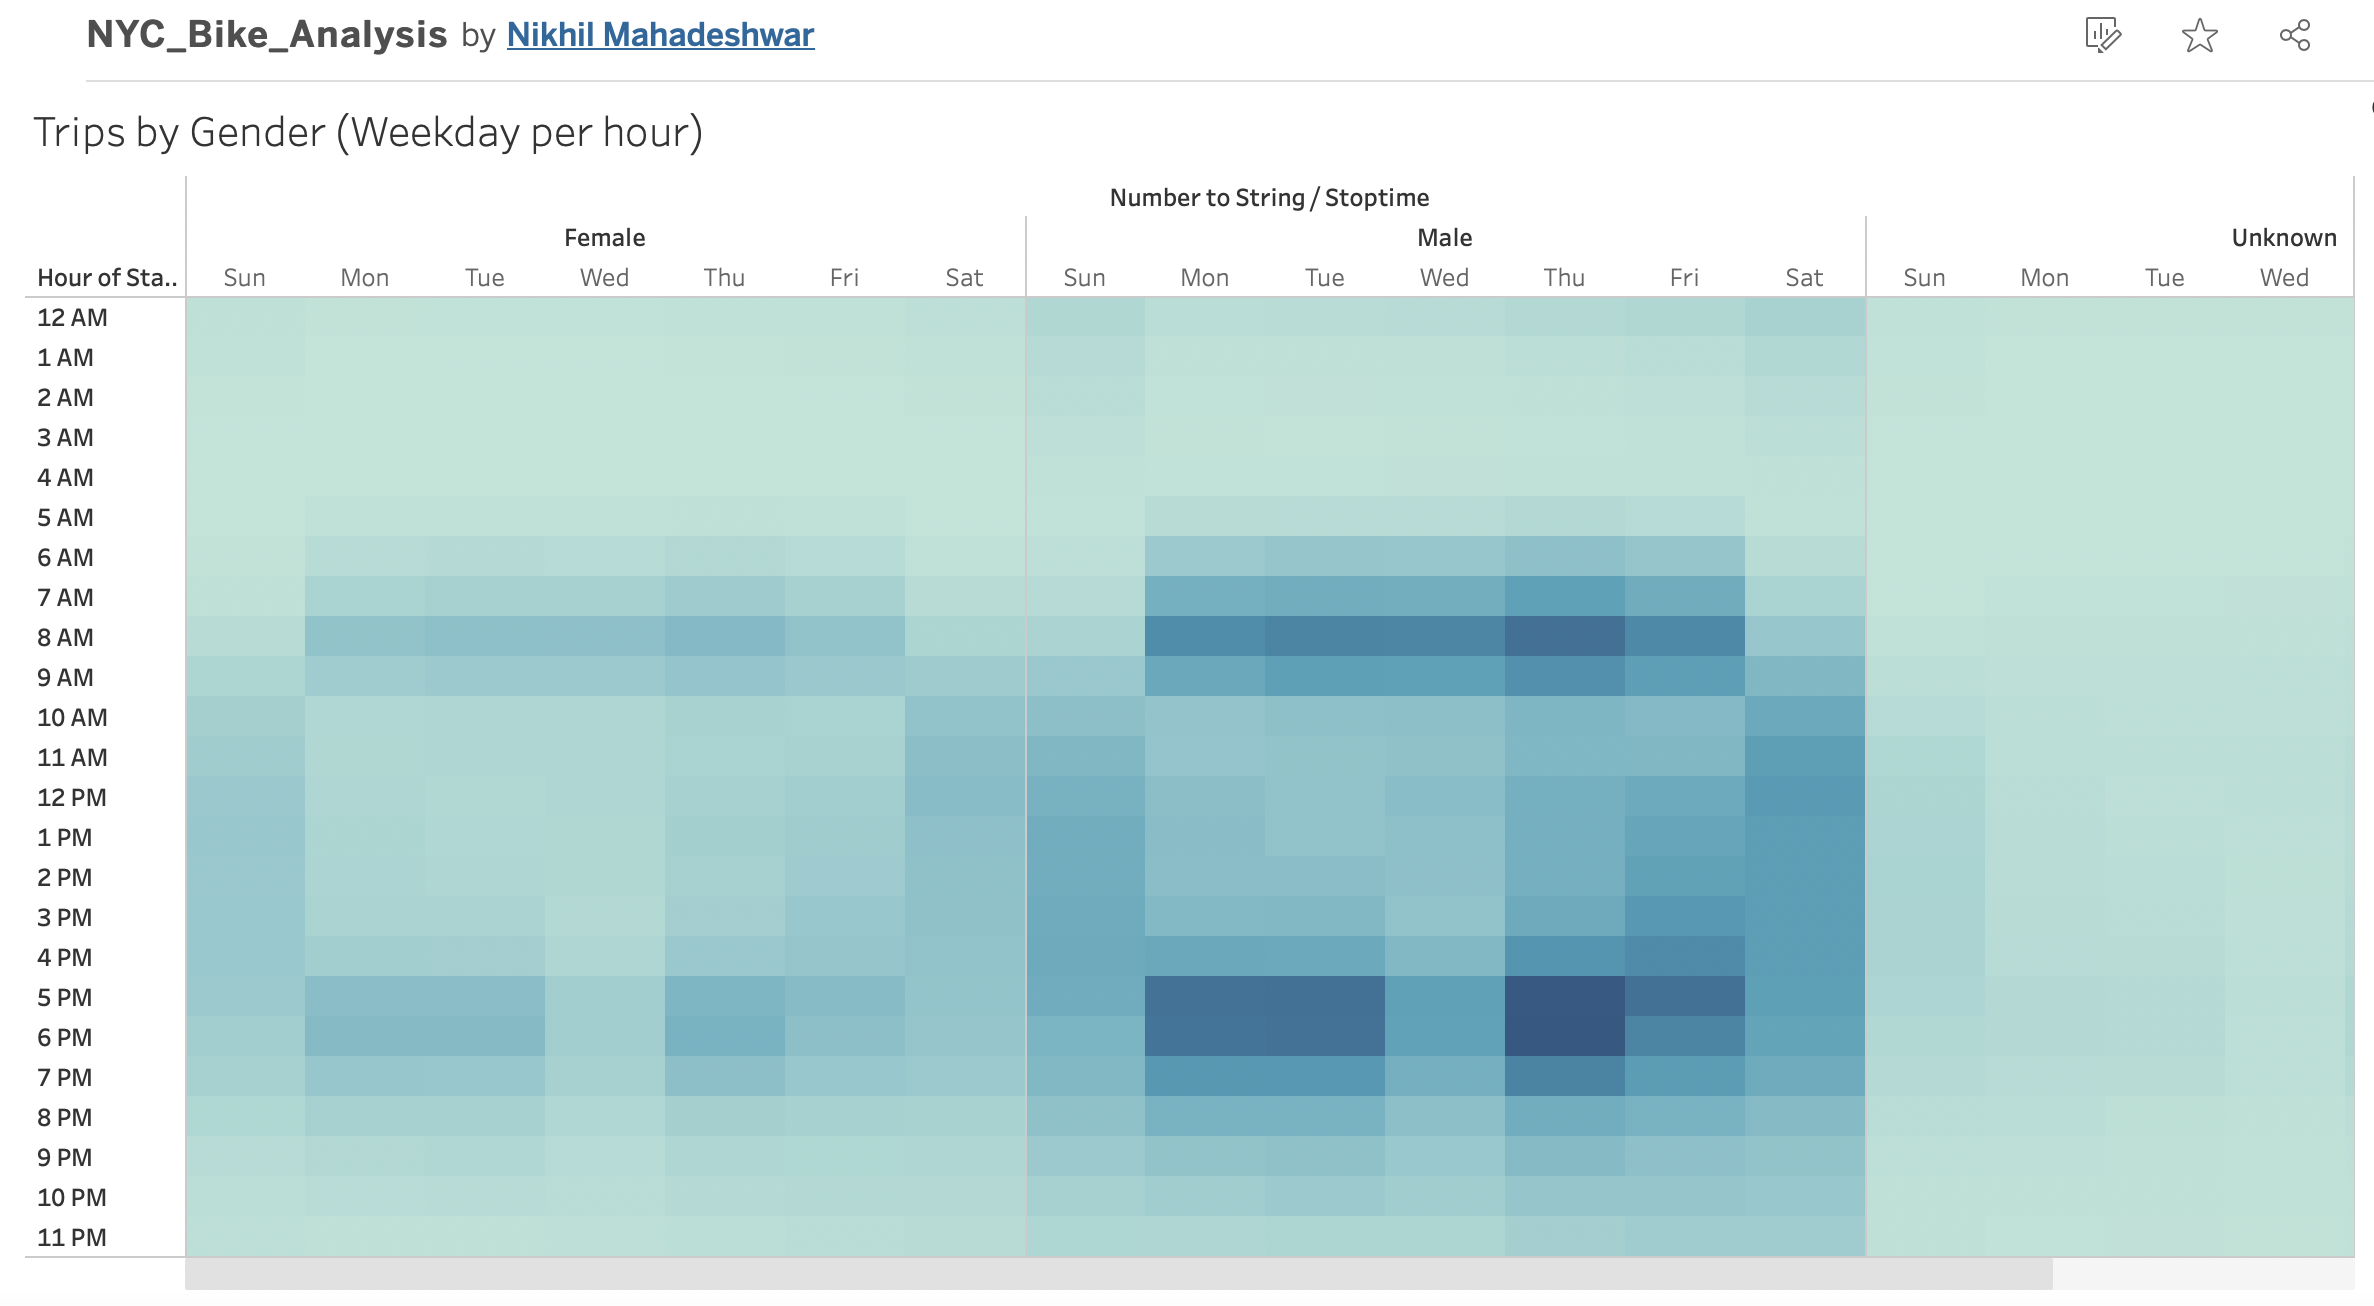 NYC_Bike_Analysis by Nikhil Mahadeshwar
Trips by Gender (Weekday per hour)
Number to String / Stoptime
Female Male Unknown
Hour of Sta.. Sun Mon Tue Wed Thu Fri Sat Sun Mon Tue Wed Thu Fri Sat Sun Mon Tue Wed
12 AM
1 AM
2 AM
3 AM
4 AM
5 AM
6 AM
7 AM
8 AM
9 AM
10 AM
11 AM
12 PM
1 PM
2 PM
3 PM
4 PM
5 PM
6 PM
7 PM
8 PM
9 PM
10 PM
11 PM